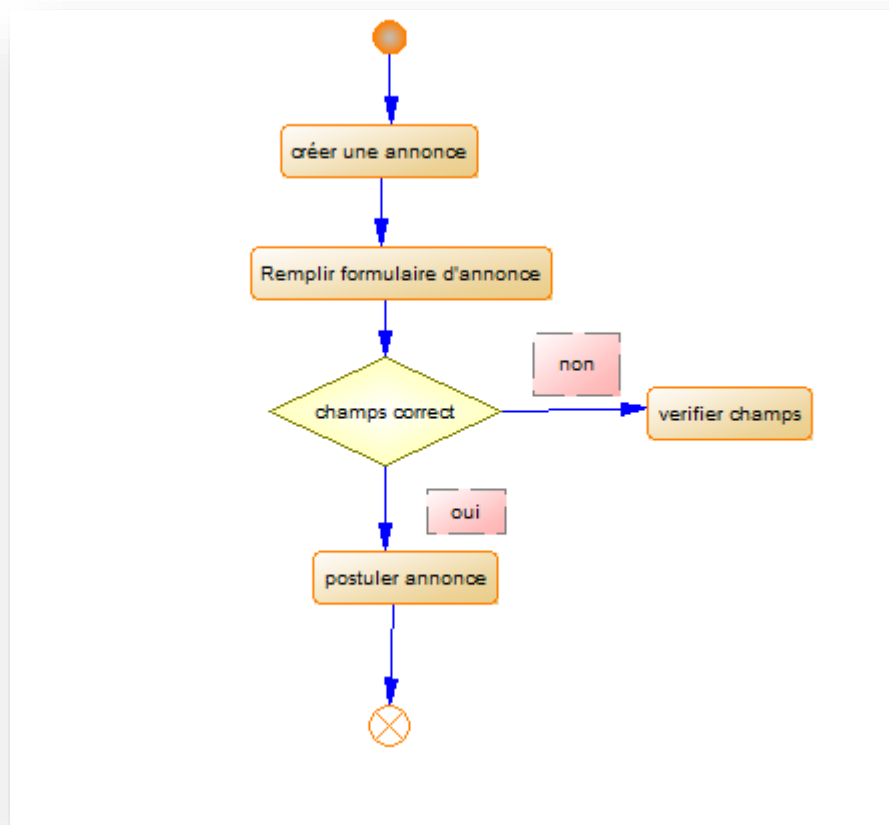 créer une annonce
Remplir formulaire d'annonce
non
champs correct
verifier champs
oui
postuler annonce